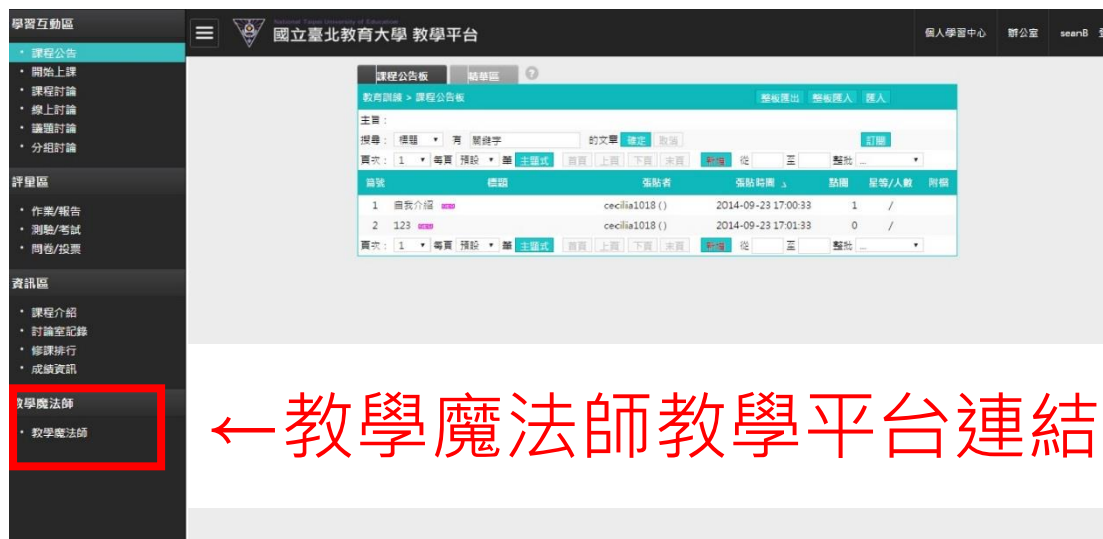 學習互動區
・ 課程公告
・ 開始上課
・ 課程討論
・ 線上討論
・ 議題討論
・ 分組討論
評量區
・ 作業/報告
・ 測驗/考試
・ 問卷/投票
資訊區
・ 課程介紹
・ 討論室記錄
・ 修課排行
・ 成績資訊
教學魔法師
・ 教學魔法師
National Taipei University of Education
國立臺北教育大學 教學平台
個人學習中心 辦公室 seanB
課程公告板 精華區 ?
教育訓練 > 課程公告板 整板匯出 整板匯入 匯入
主旨：
搜尋： 標題 有 關鍵字 的文章 確定 取消 訂閱
頁次： 1 每頁 預設 筆 主題式 首頁 上頁 下頁 末頁 新增 從 至 整批 ...
篇號 標題 張貼者 張貼時間 點閱 星等/人數 附檔
1 自我介紹 cecilia1018 () 2014-09-23 17:00:33 1 /
2 123 cecilia1018 () 2014-09-23 17:01:33 0 /
頁次： 1 每頁 預設 筆 主題式 首頁 上頁 下頁 末頁 新增 從 至 整批 ...
←教學魔法師教學平台連結